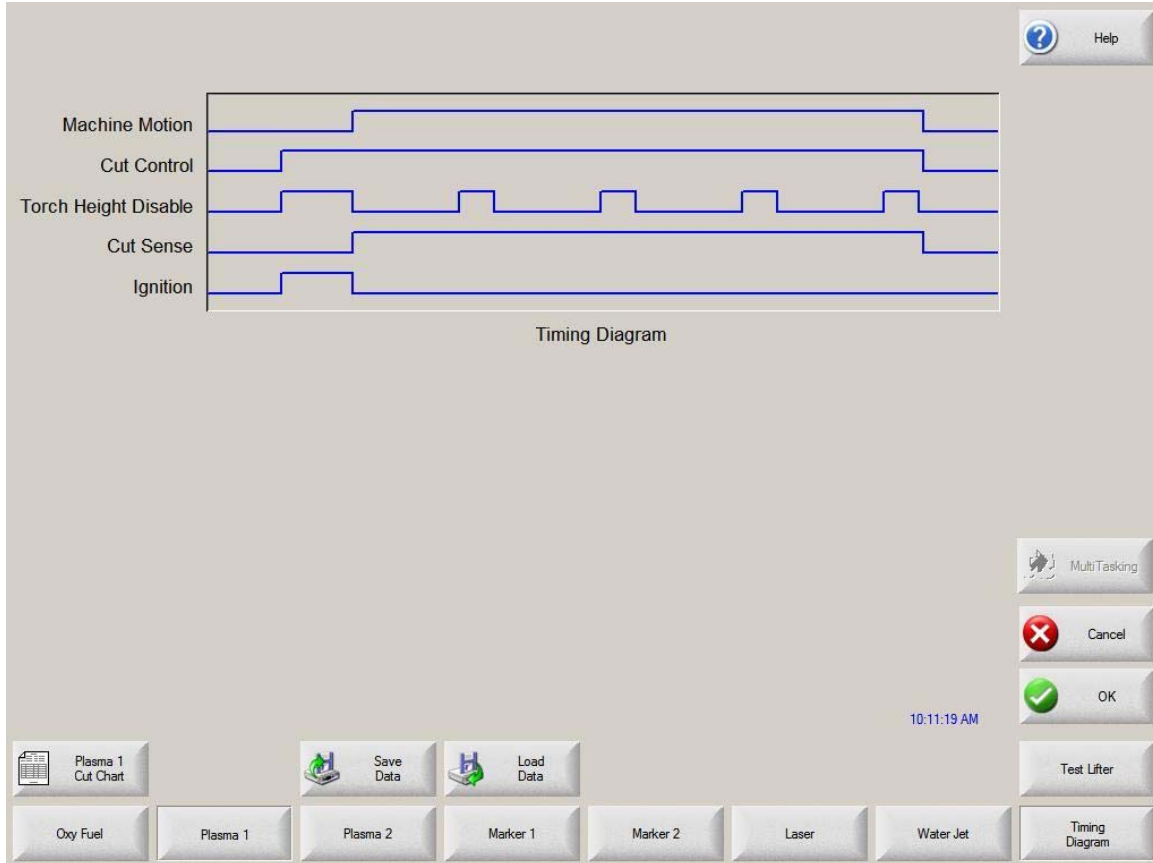 Help
Machine Motion
Cut Control
Torch Height Disable
Cut Sense
Ignition
Timing Diagram
MultiTasking
Cancel
OK
10:11:19 AM
Plasma 1
Cut Chart
Save
Data
Load
Data
Test Lifter
Oxy Fuel
Plasma 1
Plasma 2
Marker 1
Marker 2
Laser
Water Jet
Timing
Diagram